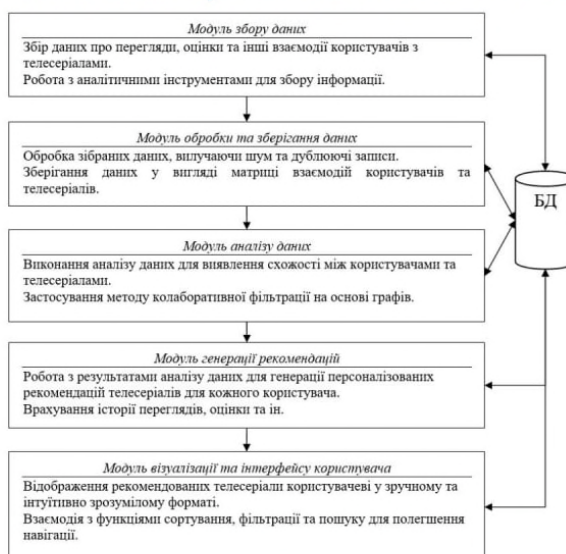 Модуль збору даних
Збір даних про перегляди, оцінки та інші взаємодії користувачів з
телесеріалами.
Робота з аналітичними інструментами для збору інформації.
Модуль обробки та зберігання даних
Обробка зібраних даних, вилучаючи шум та дублюючі записи.
Зберігання даних у вигляді матриці взаємодій користувачів та
телесеріалів.
БД
Модуль аналізу даних
Виконання аналізу даних для виявлення схожості між користувачами та
телесеріалами.
Застосування методу колаборативної фільтрації на основі графів.
Модуль генерації рекомендацій
Робота з результатами аналізу даних для генерації персоналізованих
рекомендацій телесеріалів для кожного користувача.
Врахування історії переглядів, оцінки та ін.
Модуль візуалізації та інтерфейсу користувача
Відображення рекомендованих телесеріали користувачеві у зручному та
інтуїтивно зрозумілому форматі.
Взаємодія з функціями сортування, фільтрації та пошуку для полегшення
навігації.